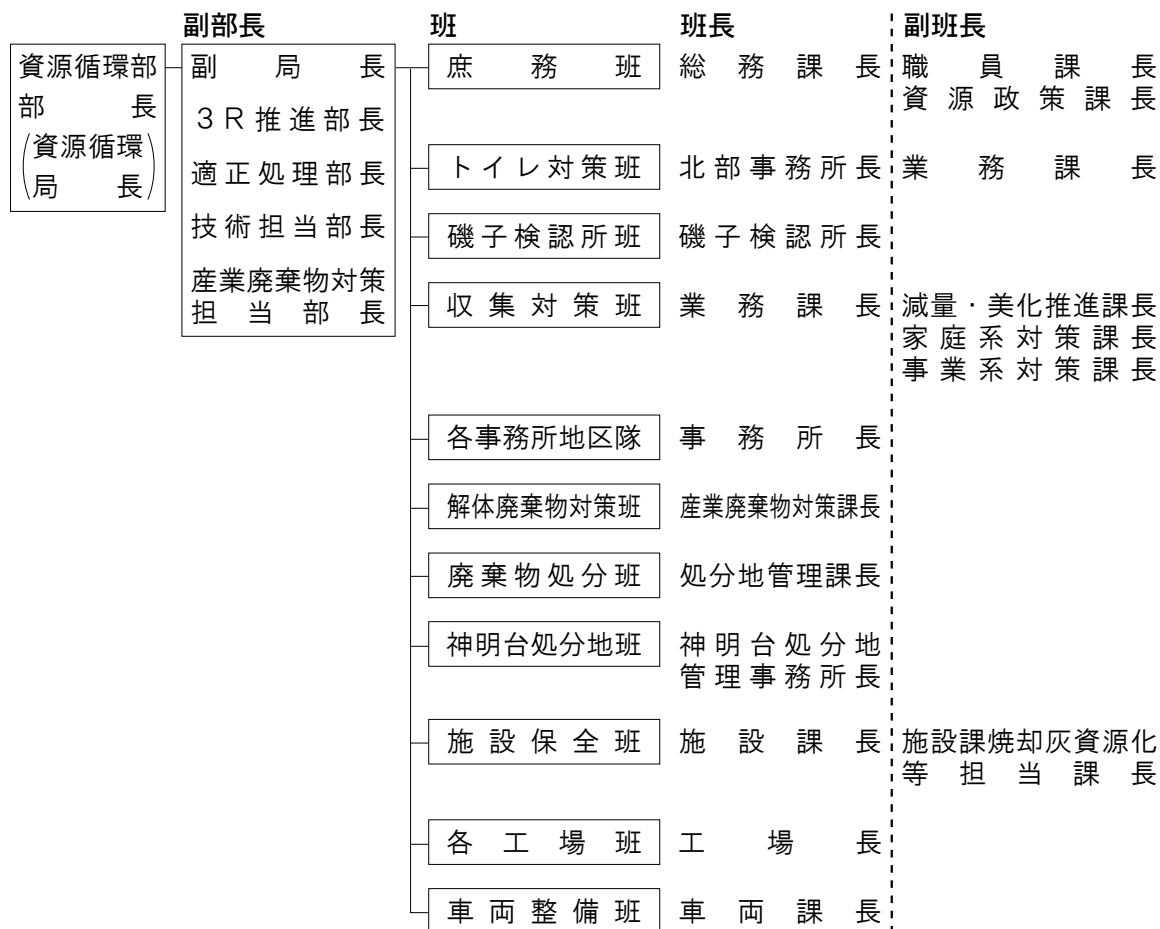 副部長 班 班長 副班長
資源循環部 副局長 庶務班 総務課長 職員課長
部長 資源政策課長
(資源循環局長) 3R推進部長
適正処理部長 トイレ対策班 北部事務所長 業務課長
技術担当部長 磯子検認所班 磯子検認所長
産業廃棄物対策
担当部長 収集対策班 業務課長 減量・美化推進課長
家庭系対策課長
事業系対策課長
各事務所地区隊 事務所長
解体廃棄物対策班 産業廃棄物対策課長
廃棄物処分班 処分地管理課長
神明台処分地班 神明台処分地
管理事務所長
施設保全班 施設課長 施設課焼却灰資源化
等担当課長
各工場班 工場長
車両整備班 車両課長